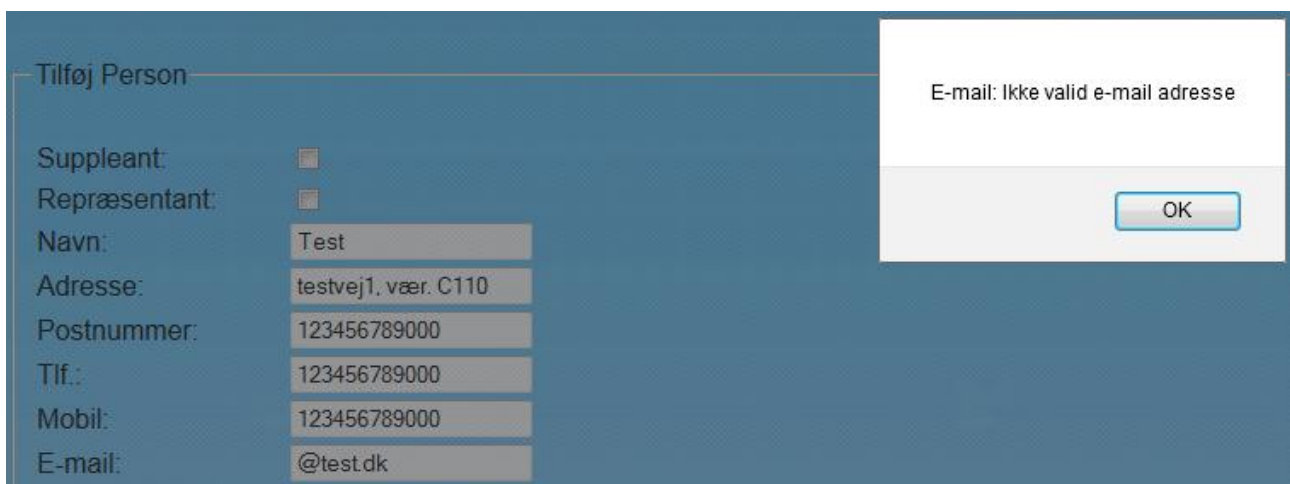 Tilføj Person
E-mail: Ikke valid e-mail adresse
OK
Suppleant:
Repræsentant:
Navn: Test
Adresse: testvej1, vær. C110
Postnummer: 123456789000
Tlf.: 123456789000
Mobil: 123456789000
E-mail: @test.dk